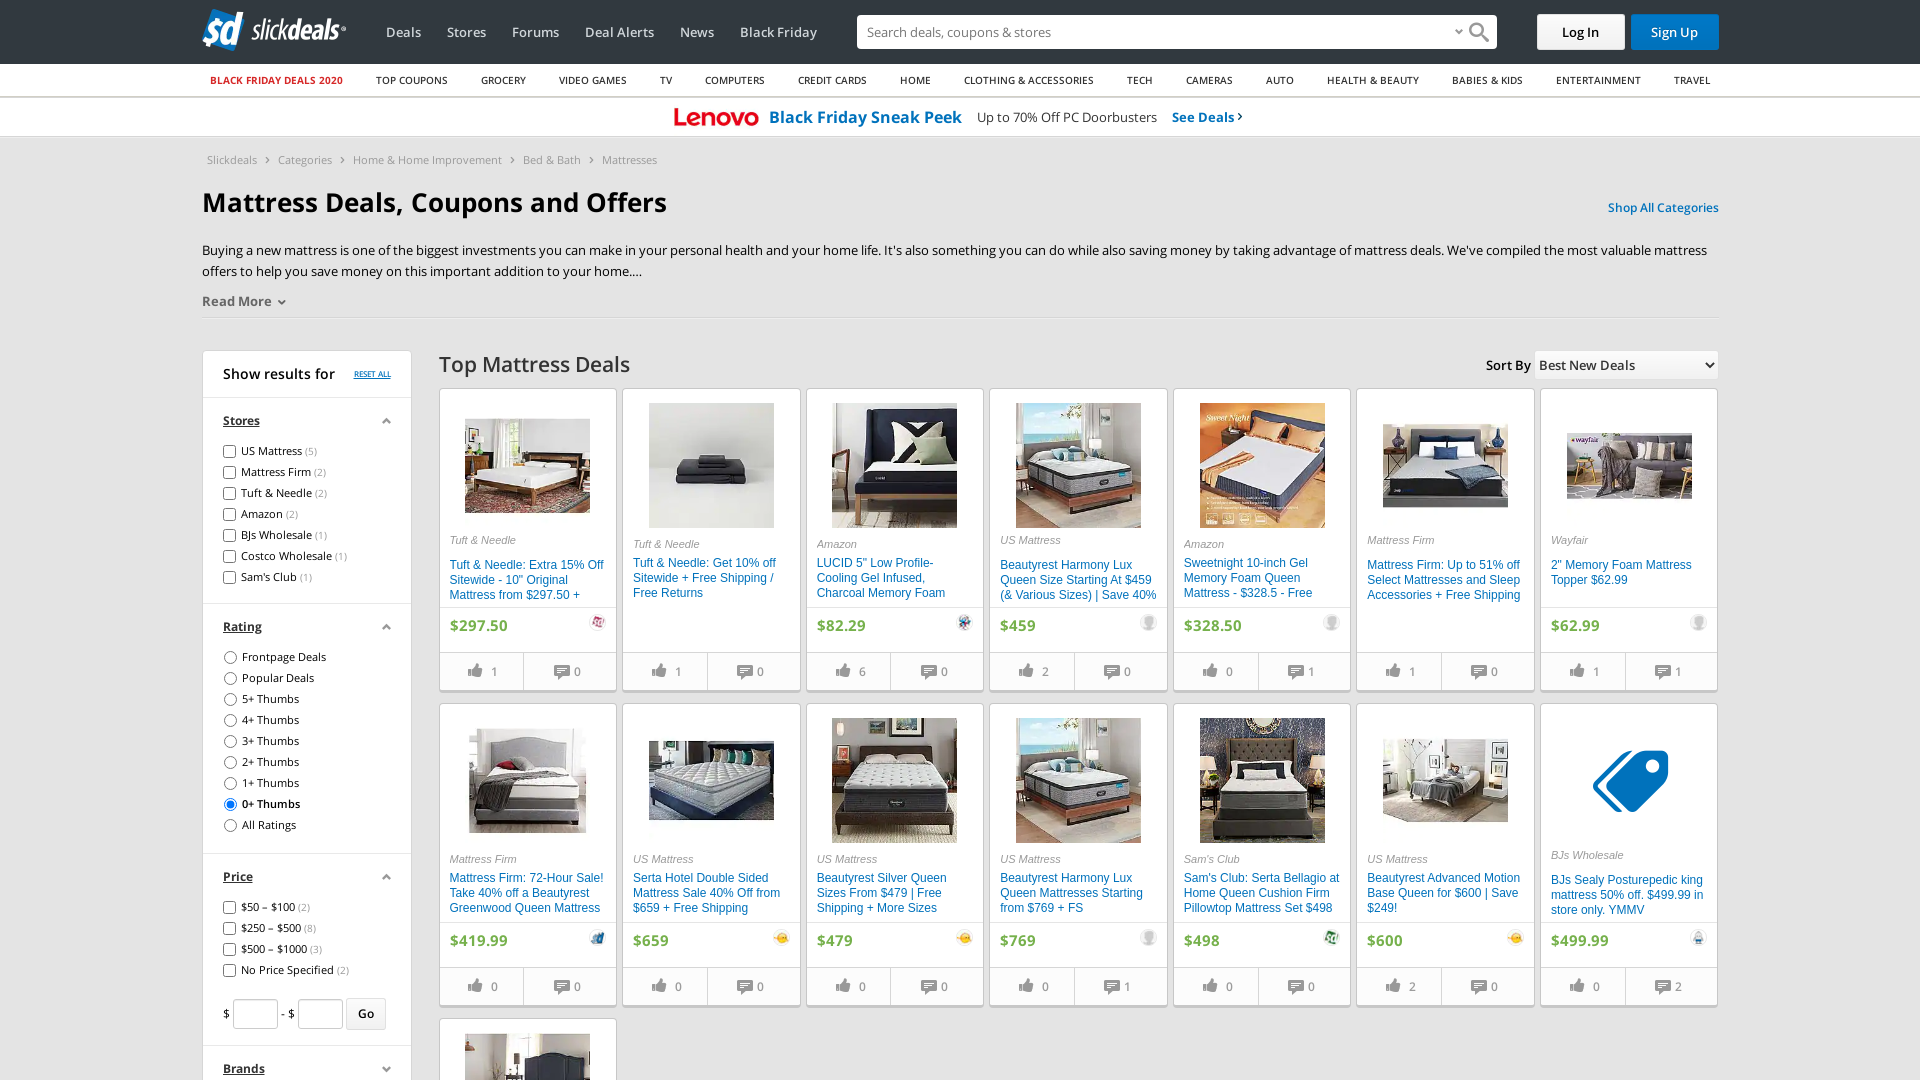 slickdeals
Deals
Stores
Forums
Deal Alerts
News
Black Friday
Search deals, coupons & stores
Log In
Sign Up
BLACK FRIDAY DEALS 2020
TOP COUPONS
GROCERY
VIDEO GAMES
TV
COMPUTERS
CREDIT CARDS
HOME
CLOTHING & ACCESSORIES
TECH
CAMERAS
AUTO
HEALTH & BEAUTY
BABIES & KIDS
ENTERTAINMENT
TRAVEL
Lenovo Black Friday Sneak Peek Up to 70% Off PC Doorbusters See Deals
Slickdeals > Categories > Home & Home Improvement > Bed & Bath > Mattresses
Mattress Deals, Coupons and Offers
Shop All Categories
Buying a new mattress is one of the biggest investments you can make in your personal health and your home life. It's also something you can do while also saving money by taking advantage of mattress deals. We've compiled the most valuable mattress
offers to help you save money on this important addition to your home....
Read More
Show results for
RESET ALL
Stores
US Mattress (5)
Mattress Firm (2)
Tuft & Needle (2)
Amazon (2)
BJs Wholesale (1)
Costco Wholesale (1)
Sam's Club (1)
Rating
Frontpage Deals
Popular Deals
5+ Thumbs
4+ Thumbs
3+ Thumbs
2+ Thumbs
1+ Thumbs
0+ Thumbs
All Ratings
Price
$50 – $100 (2)
$250 – $500 (8)
$500 – $1000 (3)
No Price Specified (2)
$ - $ Go
Brands
Top Mattress Deals
Sort By Best New Deals
Tuft & Needle
Tuft & Needle: Extra 15% Off
Sitewide - 10" Original
Mattress from $297.50 +
$297.50
1 0
Tuft & Needle
Tuft & Needle: Get 10% off
Sitewide + Free Shipping /
Free Returns
1 0
Amazon
LUCID 5" Low Profile-
Cooling Gel Infused,
Charcoal Memory Foam
$82.29
6 0
US Mattress
Beautyrest Harmony Lux
Queen Size Starting At $459
(& Various Sizes) | Save 40%
$459
2 0
Sweet Night
Amazon
Sweetnight 10-inch Gel
Memory Foam Queen
Mattress - $328.5 - Free
$328.50
0 1
Mattress Firm
Mattress Firm: Up to 51% off
Select Mattresses and Sleep
Accessories + Free Shipping
1 0
wayfair
Wayfair
2" Memory Foam Mattress
Topper $62.99
$62.99
1 1
Mattress Firm
Mattress Firm: 72-Hour Sale!
Take 40% off a Beautyrest
Greenwood Queen Mattress
$419.99
0 0
US Mattress
Serta Hotel Double Sided
Mattress Sale 40% Off from
$659 + Free Shipping
$659
0 0
US Mattress
Beautyrest Silver Queen
Sizes From $479 | Free
Shipping + More Sizes
$479
0 0
US Mattress
Beautyrest Harmony Lux
Queen Mattresses Starting
from $769 + FS
$769
0 1
Sam's Club
Sam's Club: Serta Bellagio at
Home Queen Cushion Firm
Pillowtop Mattress Set $498
$498
0 0
US Mattress
Beautyrest Advanced Motion
Base Queen for $600 | Save
$249!
$600
2 0
BJs Wholesale
BJs Sealy Posturepedic king
mattress 50% off. $499.99 in
store only. YMMV
$499.99
0 2